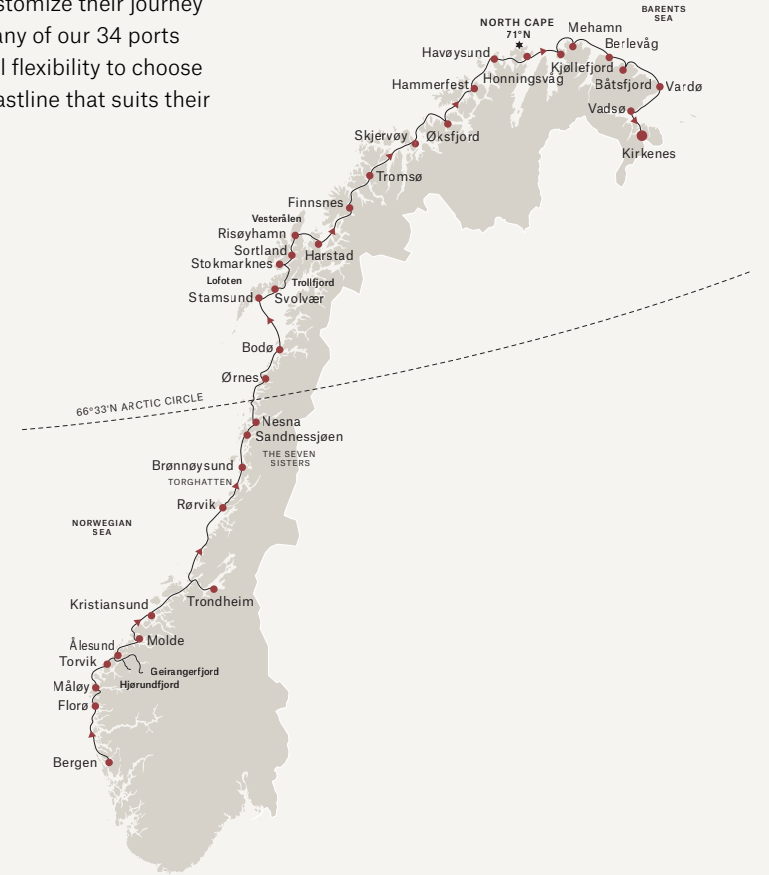 stomize their journey
any of our 34 ports
l flexibility to choose
astline that suits their
BARENTS
SEA
NORTH CAPE
71°N
Mehamn
Berlevåg
Havøysund
Kjøllefjord
Honningsvåg
Båtsfjord
Vardø
Hammerfest
Vadsø
Skjervøy
Øksfjord
Kirkenes
Tromsø
Finnsnes
Vesterålen
Risøyhamn
Sortland
Harstad
Stokmarknes
Lofoten
Trollfjord
Stamsund
Svolvær
Bodø
Ørnes
66°33'N ARCTIC CIRCLE
Nesna
Sandnessjøen
THE SEVEN
SISTERS
Brønnøysund
TORGHATTEN
Rørvik
NORWEGIAN
SEA
Kristiansund
Trondheim
Molde
Ålesund
Torvik
Geirangerfjord
Hjørundfjord
Måløy
Florø
Bergen